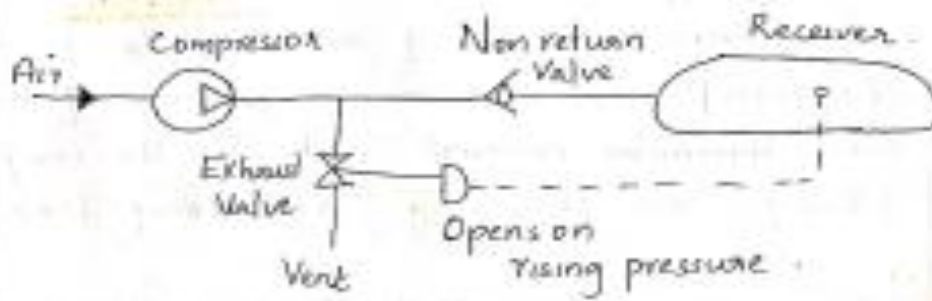 Compressor
Non return
Valve
Receiver
Air
P
Exhaust
Valve
Opens on
rising pressure.
Vent